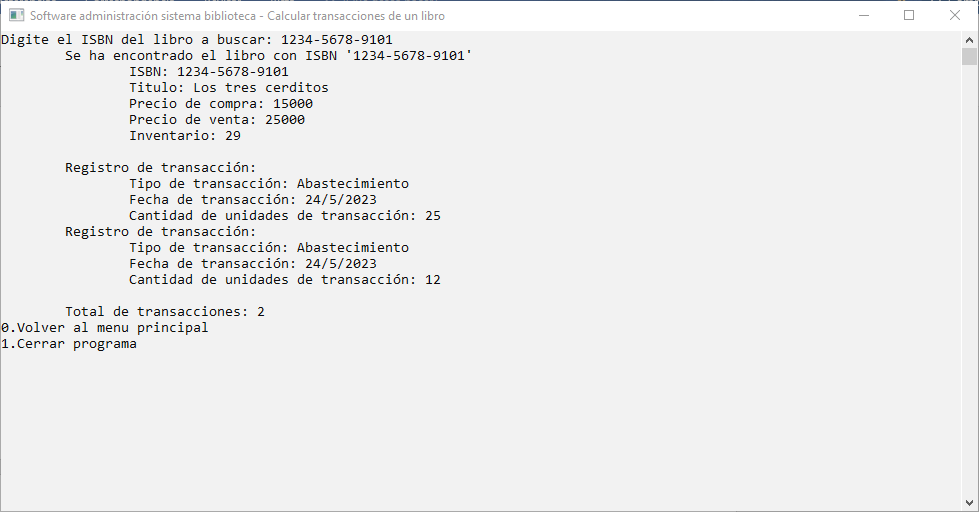 Software administración sistema biblioteca - Calcular transacciones de un libro
Digite el ISBN del libro a buscar: 1234-5678-9101
Se ha encontrado el libro con ISBN '1234-5678-9101'
ISBN: 1234-5678-9101
Titulo: Los tres cerditos
Precio de compra: 15000
Precio de venta: 25000
Inventario: 29
Registro de transacción:
Tipo de transacción: Abastecimiento
Fecha de transacción: 24/5/2023
Cantidad de unidades de transacción: 25
Registro de transacción:
Tipo de transacción: Abastecimiento
Fecha de transacción: 24/5/2023
Cantidad de unidades de transacción: 12
Total de transacciones: 2
0.Volver al menu principal
1.Cerrar programa